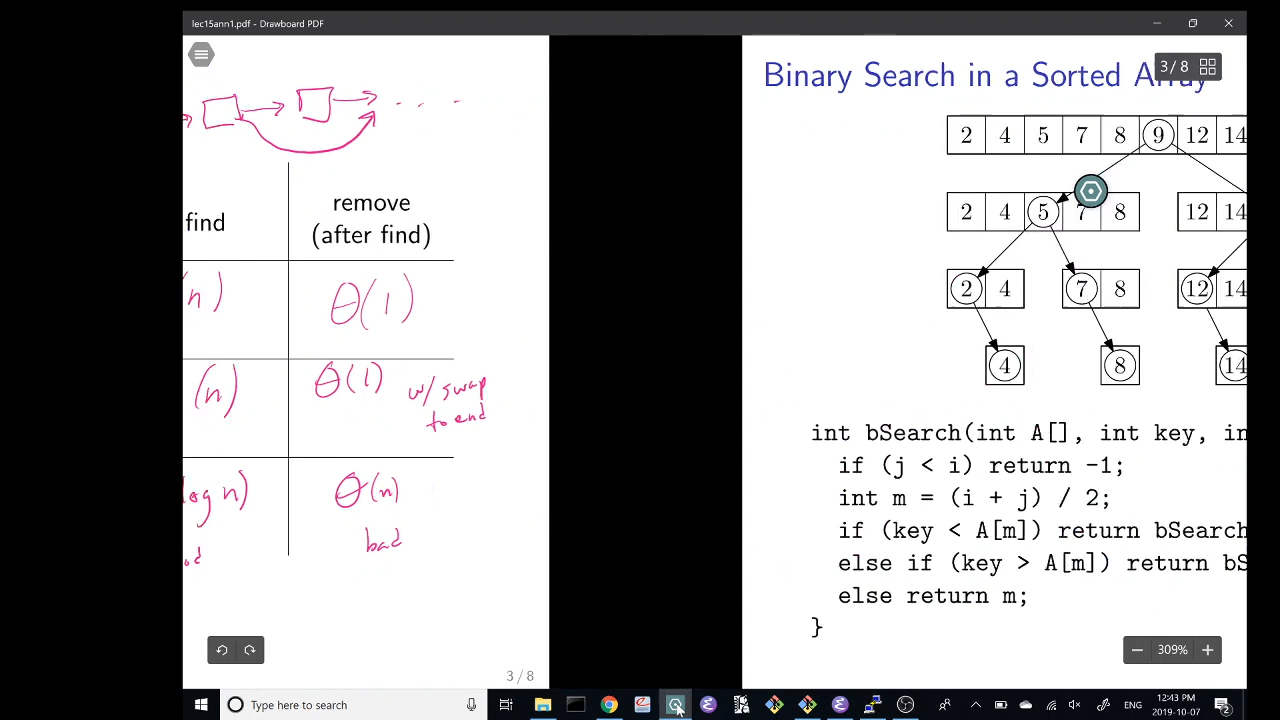 lec15ann1.pdf - Drawboard PDF
find
remove
(after find)
n)
θ(1)
(n)
θ(1)
w/ swap
to end
log n)
θ(n)
bad
3 / 8
Binary Search in a Sorted A
3 / 8
2 4 5 7 8 9 12 14
2 4 5 7 8 12 14
2 4 7 8 12 14
4 8 14
int bSearch(int A[], int key, in
if (j < i) return -1;
int m = (i + j) / 2;
if (key < A[m]) return bSearch
else if (key > A[m]) return bS
else return m;
}
309%
Type here to search
ENG
12:43 PM
2019-10-07
2